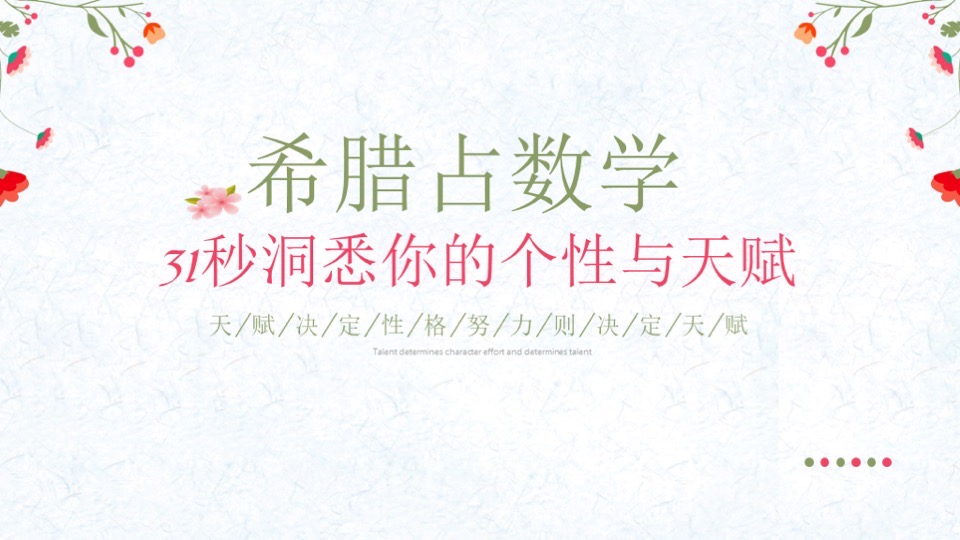 希腊占数学
31秒洞悉你的个性与天赋
天/赋/决/定/性/格/努/力/则/决/定/天/赋
Talent determines character effort and determines talent